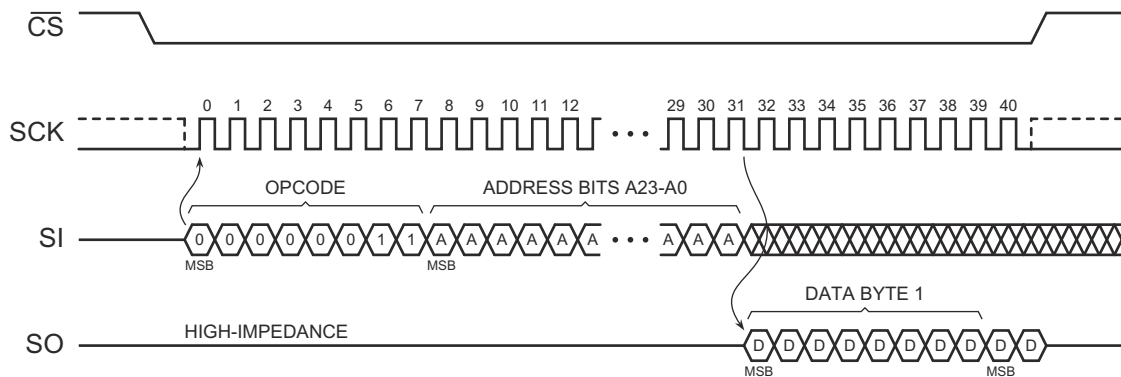 CS
0 1 2 3 4 5 6 7 8 9 10 11 12 29 30 31 32 33 34 35 36 37 38 39 40
SCK
OPCODE ADDRESS BITS A23-A0
SI 0 0 0 0 0 0 1 1 A A A A A A A A A
MSB MSB
DATA BYTE 1
SO HIGH-IMPEDANCE D D D D D D D D D D
MSB MSB